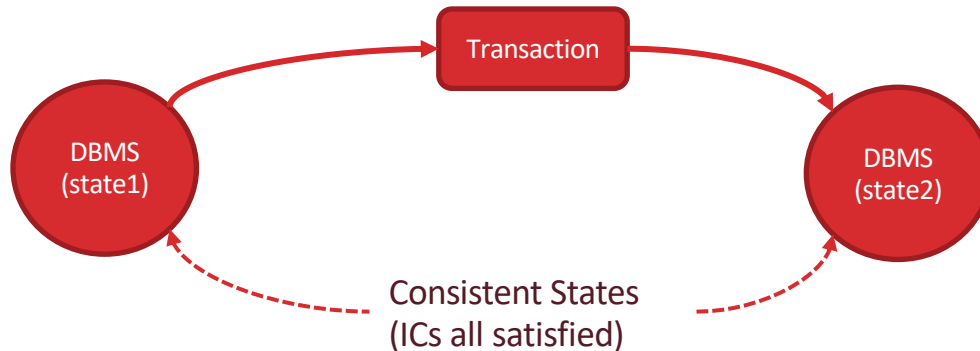 Transaction
DBMS
(state1)
DBMS
(state2)
Consistent States
(ICs all satisfied)